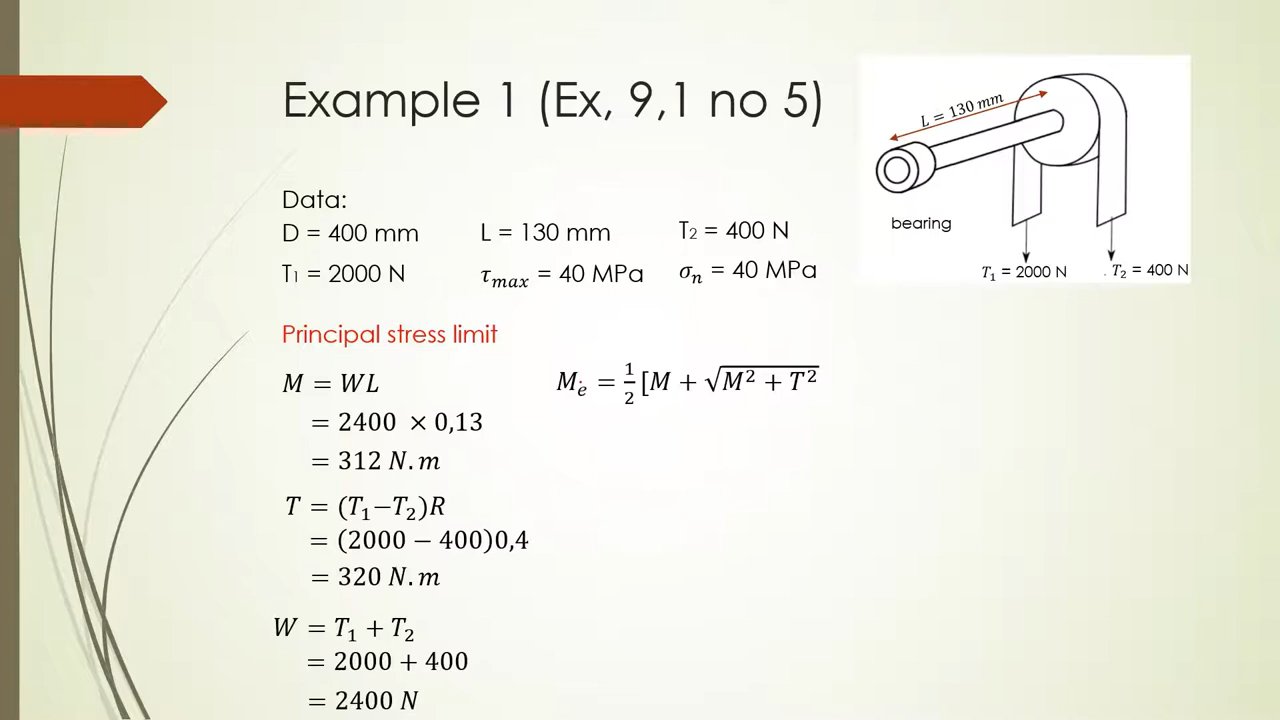 Example 1 (Ex, 9,1 no 5)
L = 130 mm
bearing
T₁ = 2000 N
. T₂ = 400 N
Data:
D = 400 mm
L = 130 mm
T₂ = 400 N
T₁ = 2000 N
τₘₐₓ = 40 MPa
σₙ = 40 MPa
Principal stress limit
M = WL
= 2400 × 0,13
= 312 N.m
T = (T₁−T₂)R
= (2000 − 400)0,4
= 320 N.m
W = T₁ + T₂
= 2000 + 400
= 2400 N
Mₑ = 1/2 [M + √(M² + T²)